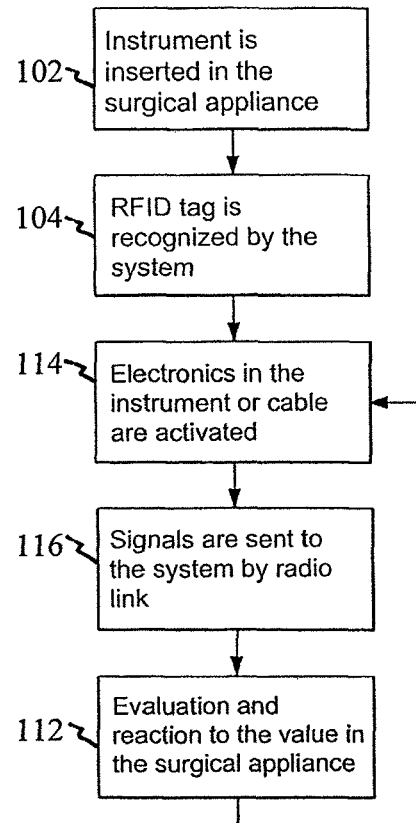 Instrument is
102 inserted in the
surgical appliance
RFID tag is
104 recognized by the
system
114 Electronics in the
instrument or cable
are activated
116 Signals are sent to
the system by radio
link
Evaluation and
112 reaction to the value in
the surgical appliance